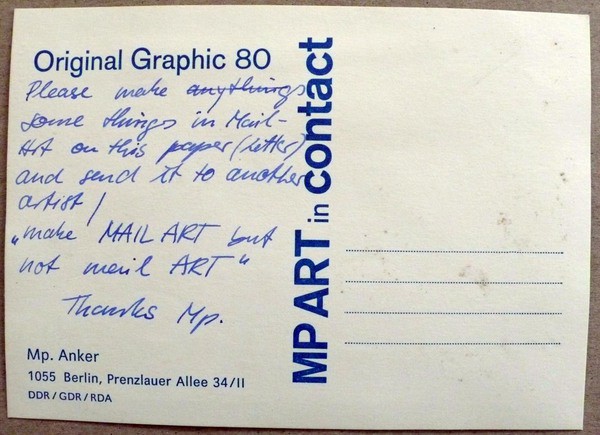 Original Graphic 80
Please make anythings
some things in Mail-
Art on this paper (letter)
and send it to another
artist!
„make MAIL ART but
not meil ART"
Thanks Mp.
Mp. Anker
1055 Berlin, Prenzlauer Allee 34/II
DDR/GDR/RDA
MP ART in contact